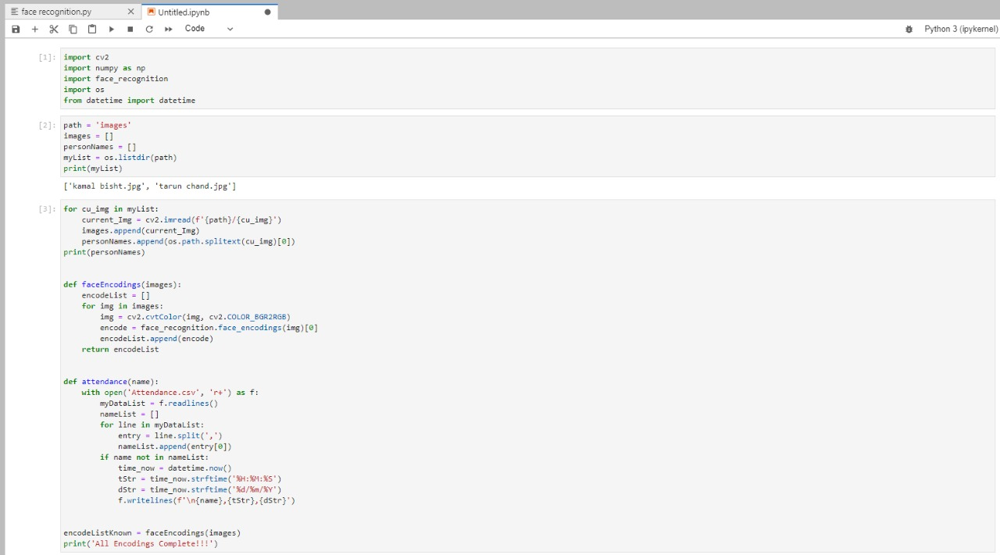 face recognition.py
Untitled.ipynb
Code
Python 3 (ipykernel)
[1]:
import cv2
import numpy as np
import face_recognition
import os
from datetime import datetime
[2]:
path = 'images'
images = []
personNames = []
myList = os.listdir(path)
print(myList)
['kamal bisht.jpg', 'tarun chand.jpg']
[3]:
for cu_img in myList:
    current_Img = cv2.imread(f'{path}/{cu_img}')
    images.append(current_Img)
    personNames.append(os.path.splitext(cu_img)[0])
print(personNames)
def faceEncodings(images):
    encodeList = []
    for img in images:
        img = cv2.cvtColor(img, cv2.COLOR_BGR2RGB)
        encode = face_recognition.face_encodings(img)[0]
        encodeList.append(encode)
    return encodeList
def attendance(name):
    with open('Attendance.csv', 'r+') as f:
        myDataList = f.readlines()
        nameList = []
        for line in myDataList:
            entry = line.split(',')
            nameList.append(entry[0])
        if name not in nameList:
            time_now = datetime.now()
            tStr = time_now.strftime('%H:%M:%S')
            dStr = time_now.strftime('%d/%m/%Y')
            f.writelines(f'\n{name},{tStr},{dStr}')
encodeListKnown = faceEncodings(images)
print('All Encodings Complete!!!')